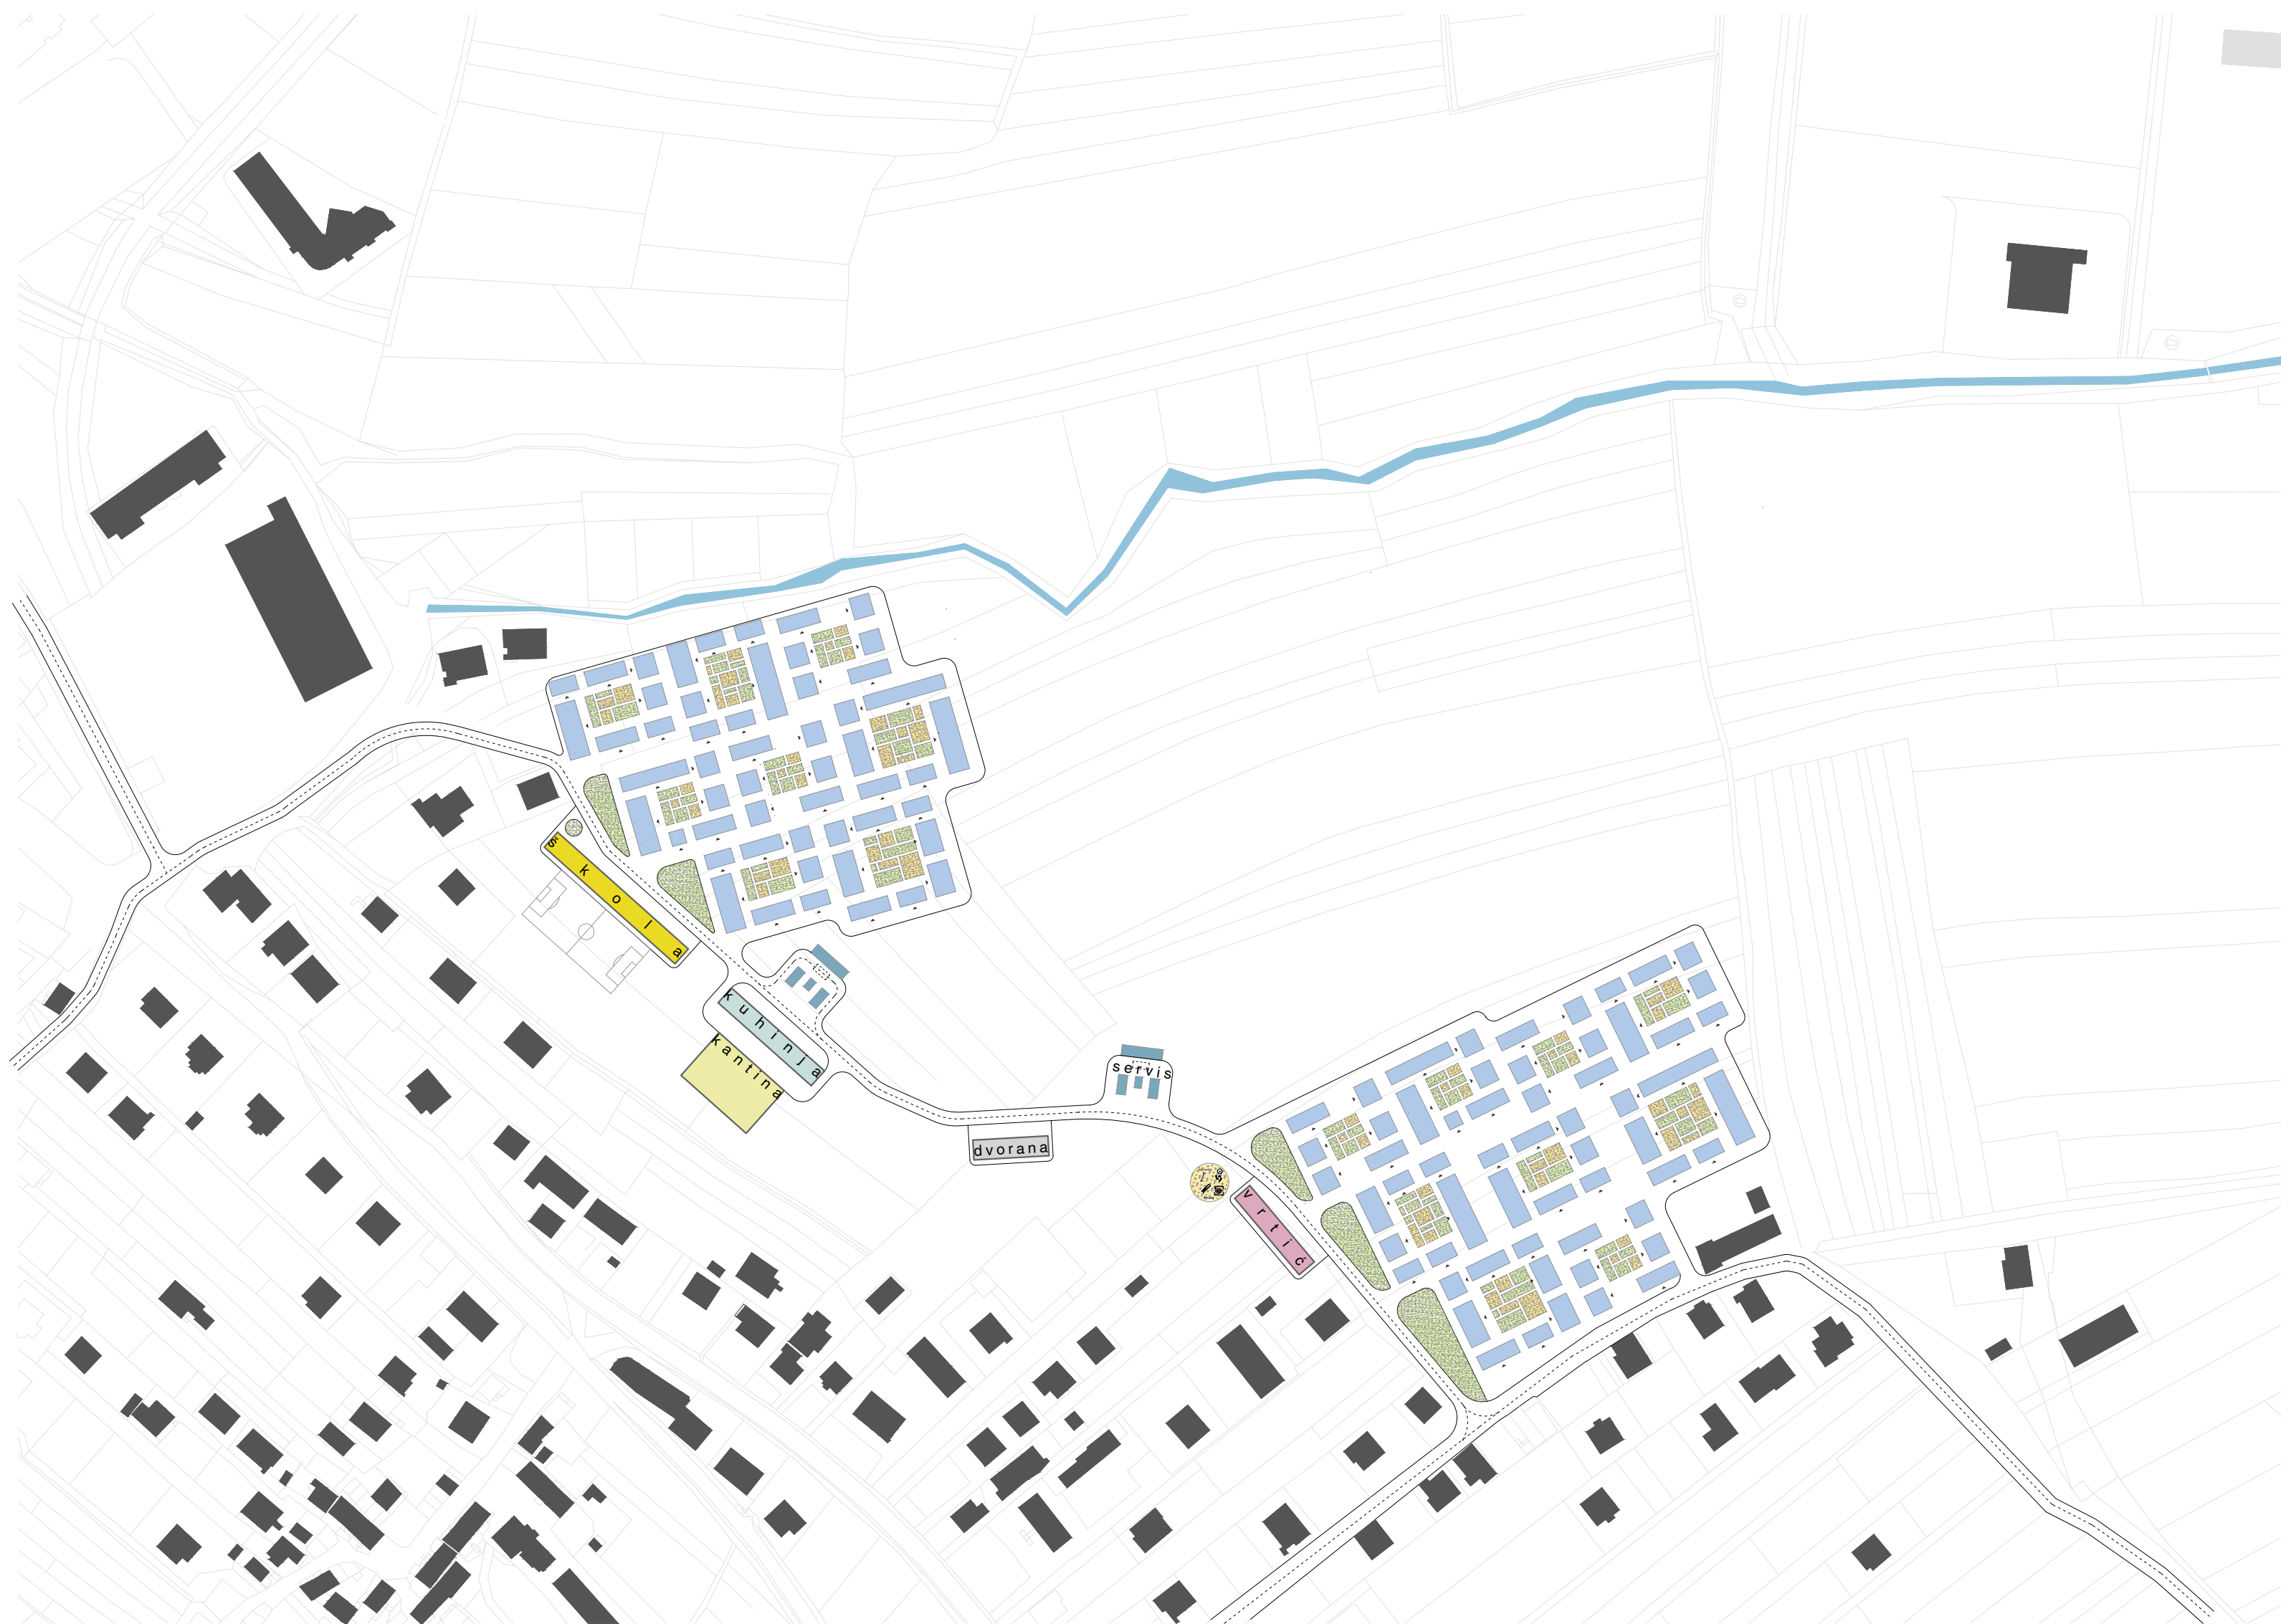 škola
kuhinja
kantina
servis
dvorana
vrtić